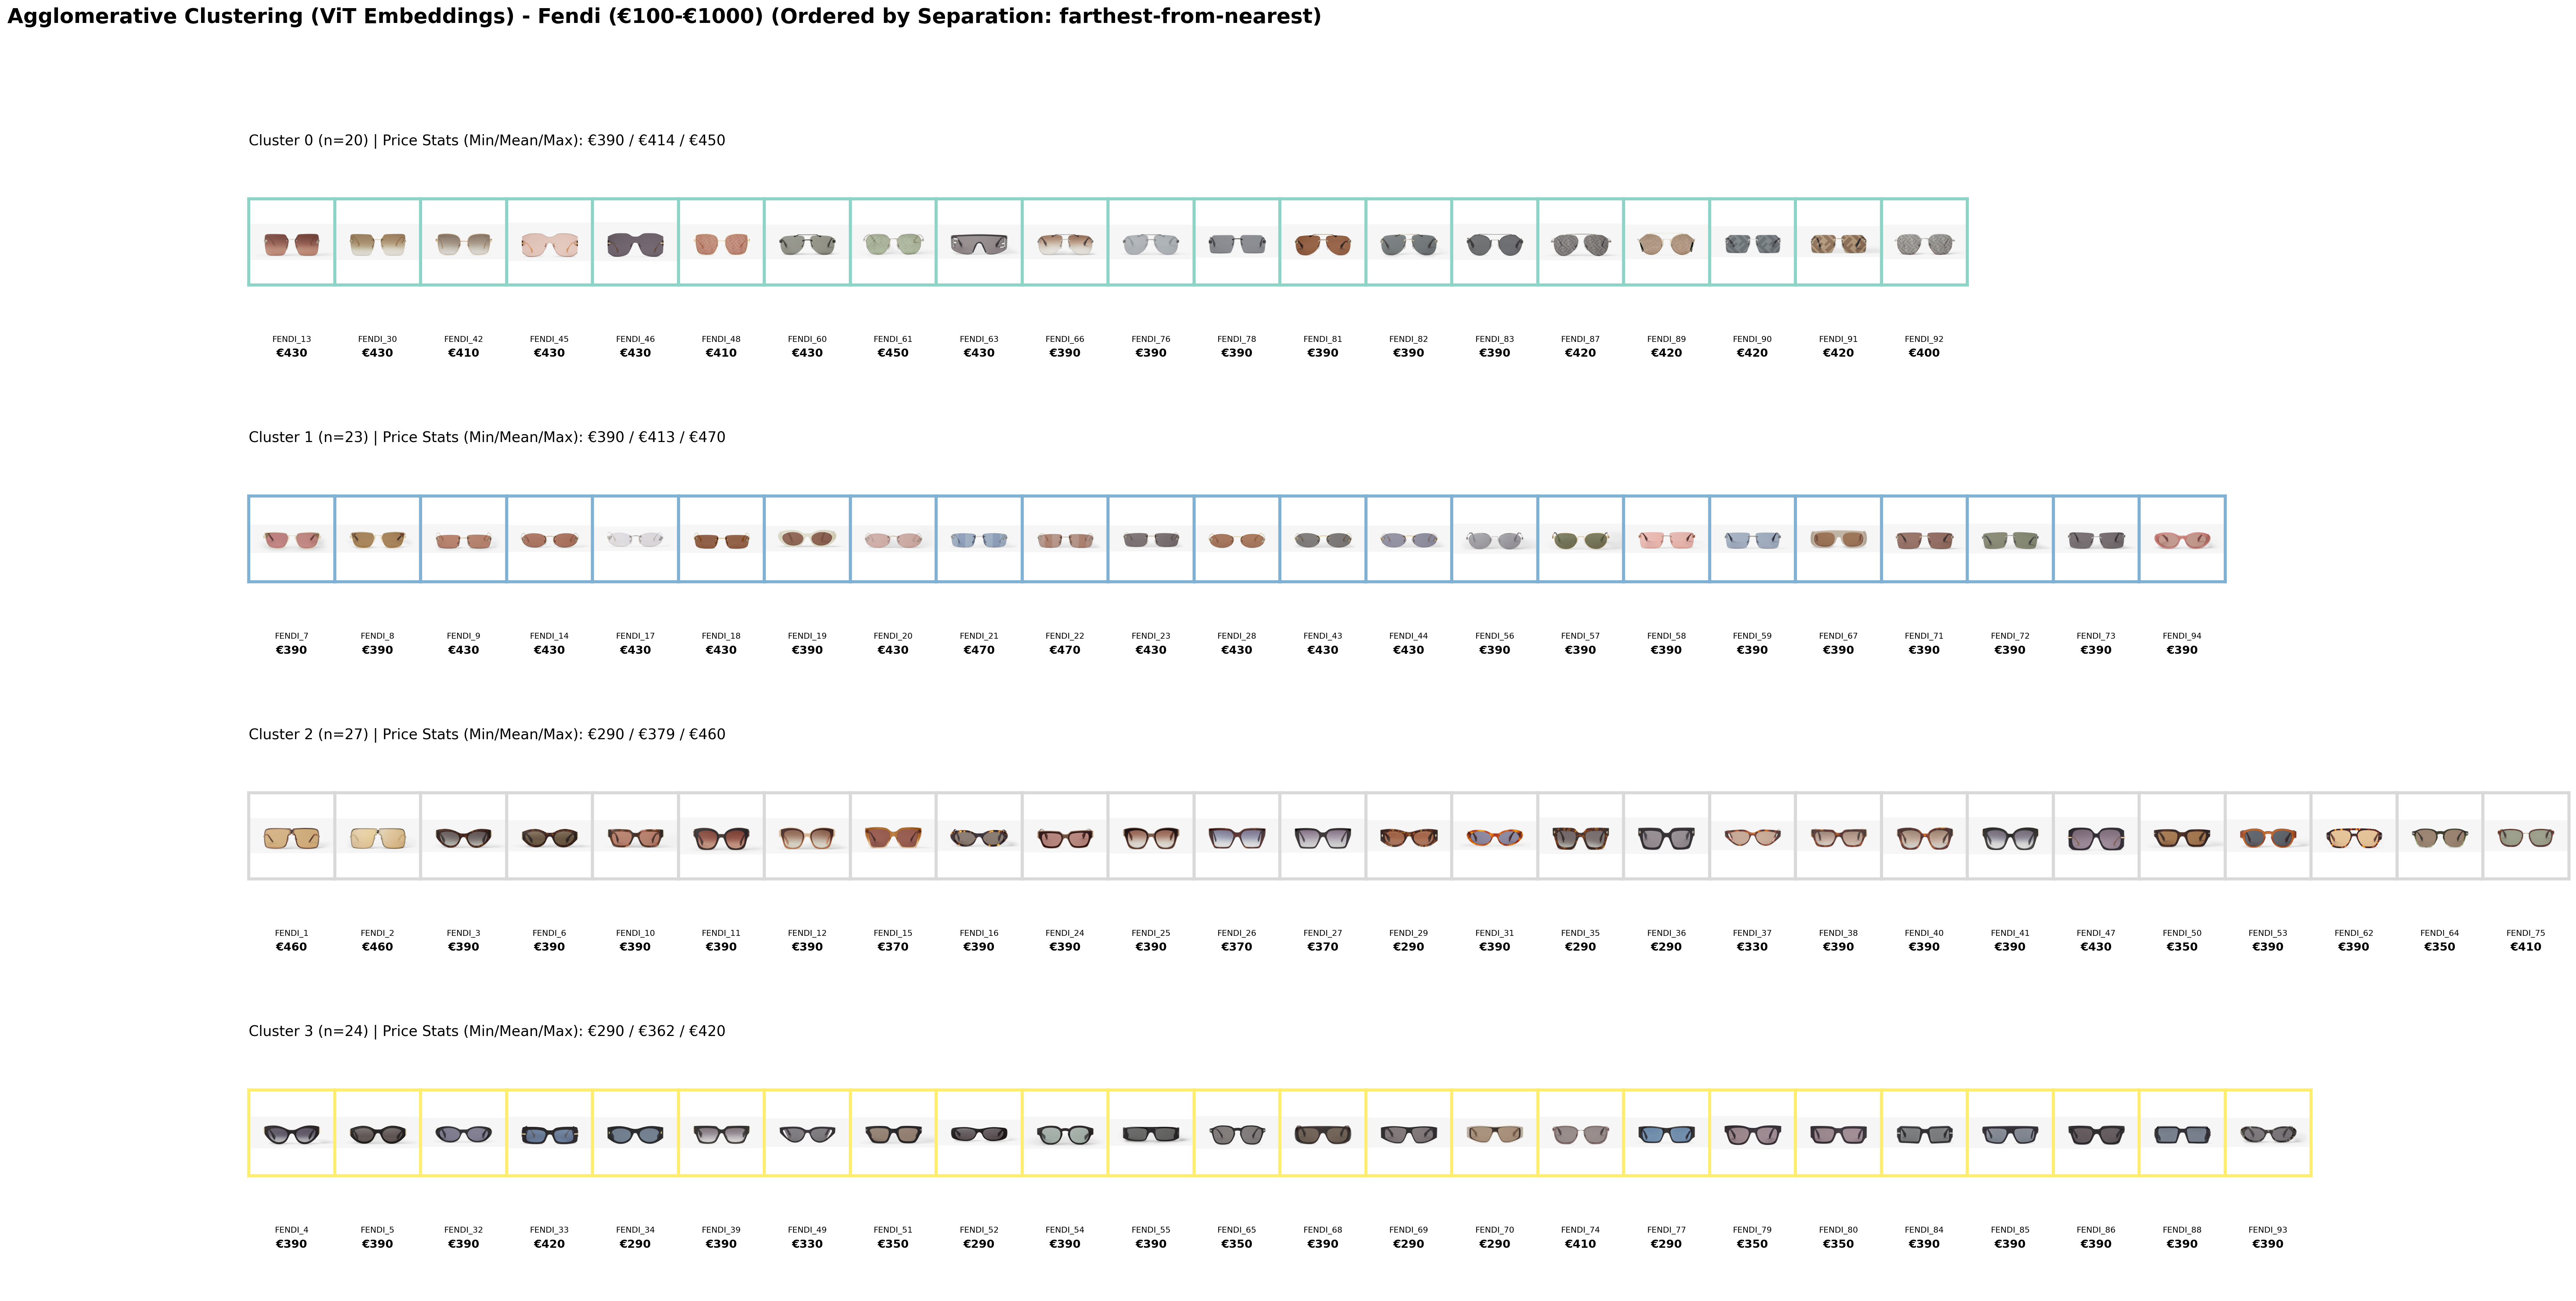 Agglomerative Clustering (ViT Embeddings) - Fendi (€100-€1000) (Ordered by Separation: farthest-from-nearest)
Cluster 0 (n=20) | Price Stats (Min/Mean/Max): €390 / €414 / €450
FENDI_13 FENDI_30 FENDI_42 FENDI_45 FENDI_46 FENDI_48 FENDI_60 FENDI_61 FENDI_63 FENDI_66 FENDI_76 FENDI_78 FENDI_81 FENDI_82 FENDI_83 FENDI_87 FENDI_89 FENDI_90 FENDI_91 FENDI_92
€430 €430 €410 €430 €430 €410 €430 €450 €430 €390 €390 €390 €390 €390 €390 €420 €420 €420 €420 €400
Cluster 1 (n=23) | Price Stats (Min/Mean/Max): €390 / €413 / €470
FENDI_7 FENDI_8 FENDI_9 FENDI_14 FENDI_17 FENDI_18 FENDI_19 FENDI_20 FENDI_21 FENDI_22 FENDI_23 FENDI_28 FENDI_43 FENDI_44 FENDI_56 FENDI_57 FENDI_58 FENDI_59 FENDI_67 FENDI_71 FENDI_72 FENDI_73 FENDI_94
€390 €390 €430 €430 €430 €430 €390 €430 €470 €470 €430 €430 €430 €430 €390 €390 €390 €390 €390 €390 €390 €390 €390
Cluster 2 (n=27) | Price Stats (Min/Mean/Max): €290 / €379 / €460
FENDI_1 FENDI_2 FENDI_3 FENDI_6 FENDI_10 FENDI_11 FENDI_12 FENDI_15 FENDI_16 FENDI_24 FENDI_25 FENDI_26 FENDI_27 FENDI_29 FENDI_31 FENDI_35 FENDI_36 FENDI_37 FENDI_38 FENDI_40 FENDI_41 FENDI_47 FENDI_50 FENDI_53 FENDI_62 FENDI_64 FENDI_75
€460 €460 €390 €390 €390 €390 €390 €370 €390 €390 €390 €370 €370 €290 €390 €290 €290 €330 €390 €390 €390 €430 €350 €390 €390 €350 €410
Cluster 3 (n=24) | Price Stats (Min/Mean/Max): €290 / €362 / €420
FENDI_4 FENDI_5 FENDI_32 FENDI_33 FENDI_34 FENDI_39 FENDI_49 FENDI_51 FENDI_52 FENDI_54 FENDI_55 FENDI_65 FENDI_68 FENDI_69 FENDI_70 FENDI_74 FENDI_77 FENDI_79 FENDI_80 FENDI_84 FENDI_85 FENDI_86 FENDI_88 FENDI_93
€390 €390 €390 €420 €290 €390 €330 €350 €290 €390 €390 €350 €390 €290 €290 €410 €290 €350 €350 €390 €390 €390 €390 €390